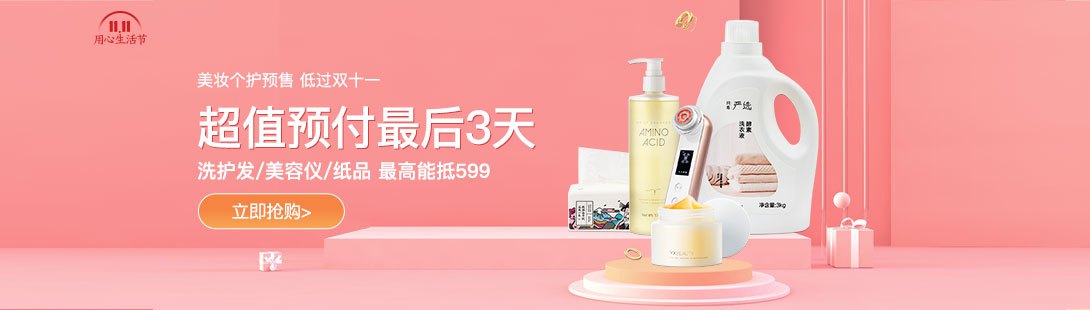 11.11
用心生活节
美妆个护预售 低过双十一
超值预付最后3天
洗护发/美容仪/纸品 最高能抵599
立即抢购>
AMINO
ACID
网易严选
酵素
洗衣液
净含量:3kg
YXBEAUTY